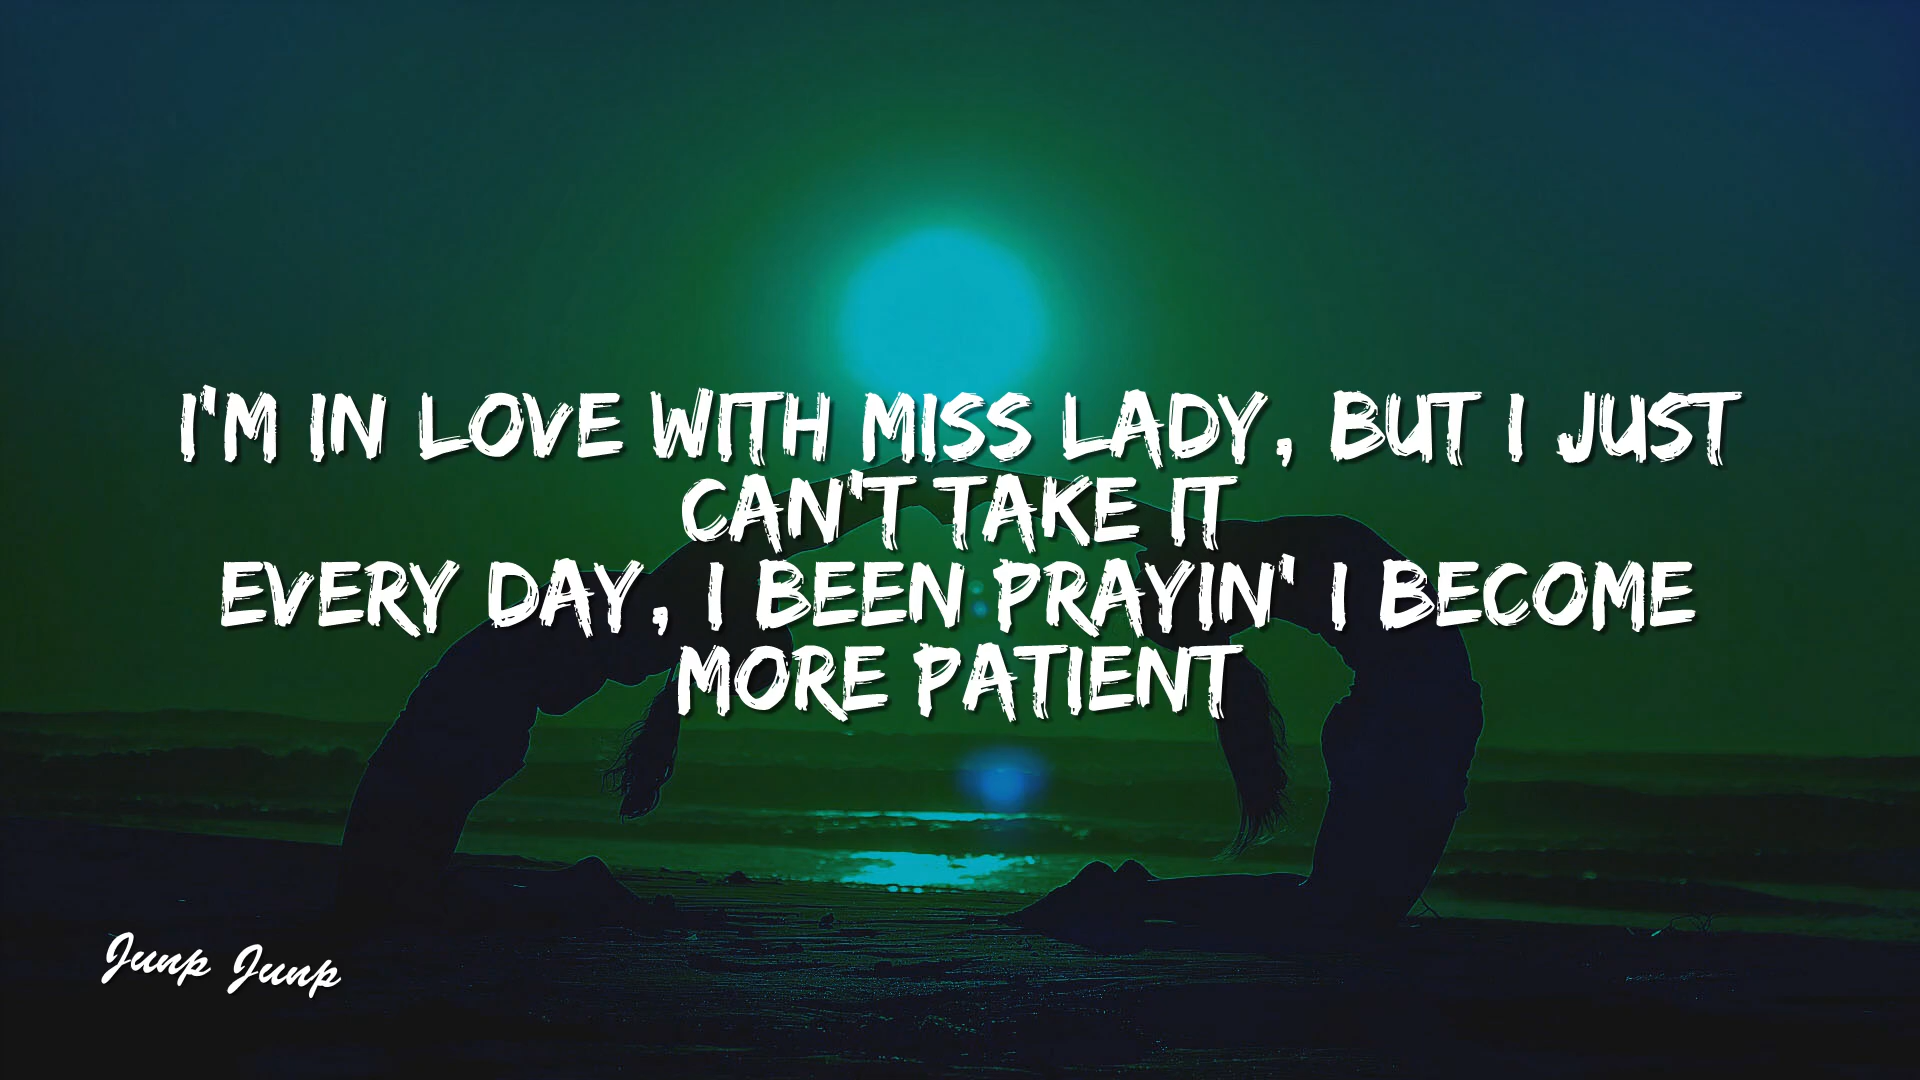 I'M IN LOVE WITH MISS LADY, BUT I JUST
CAN'T TAKE IT
EVERY DAY, I BEEN PRAYIN' I BECOME
MORE PATIENT
Junp Junp